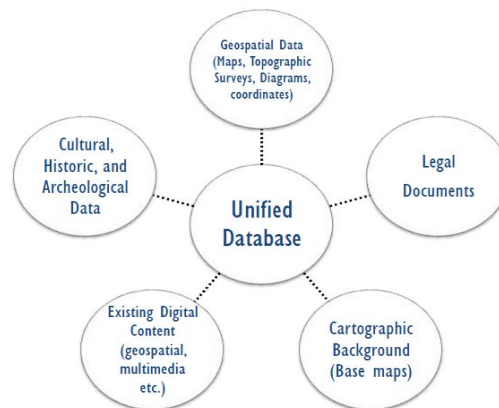 Geospatial Data
(Maps, Topographic
Surveys, Diagrams,
coordinates)
Cultural,
Historic, and
Archeological
Data
Legal
Documents
Unified
Database
Existing Digital
Content
(geospatial,
multimedia
etc.)
Cartographic
Background
(Base maps)